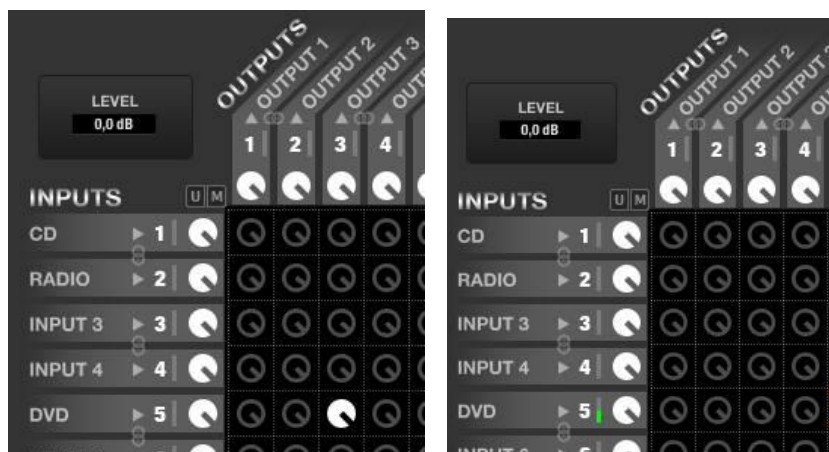 OUTPUTS
OUTPUT 1
OUTPUT 2
OUTPUT 3
LEVEL
0,0 dB
1 2 3 4
INPUTS U M
CD 1
RADIO 2
INPUT 3 3
INPUT 4 4
DVD 5
OUTPUTS
OUTPUT 1
OUTPUT 2
OUTPUT
LEVEL
0,0 dB
1 2 3 4
INPUTS U M
CD 1
RADIO 2
INPUT 3 3
INPUT 4 4
DVD 5